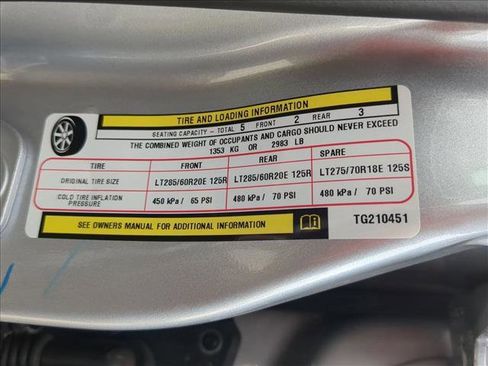 TIRE AND LOADING INFORMATION
SEATING CAPACITY - TOTAL 5 FRONT 2 REAR 3
THE COMBINED WEIGHT OF OCCUPANTS AND CARGO SHOULD NEVER EXCEED
1353 KG OR 2983 LB
TIRE FRONT REAR SPARE
ORIGINAL TIRE SIZE LT285/60R20E 125R LT285/60R20E 125R LT275/70R18E 125S
COLD TIRE INFLATION PRESSURE 450 kPa / 65 PSI 480 kPa / 70 PSI 480 kPa / 70 PSI
SEE OWNERS MANUAL FOR ADDITIONAL INFORMATION TG210451